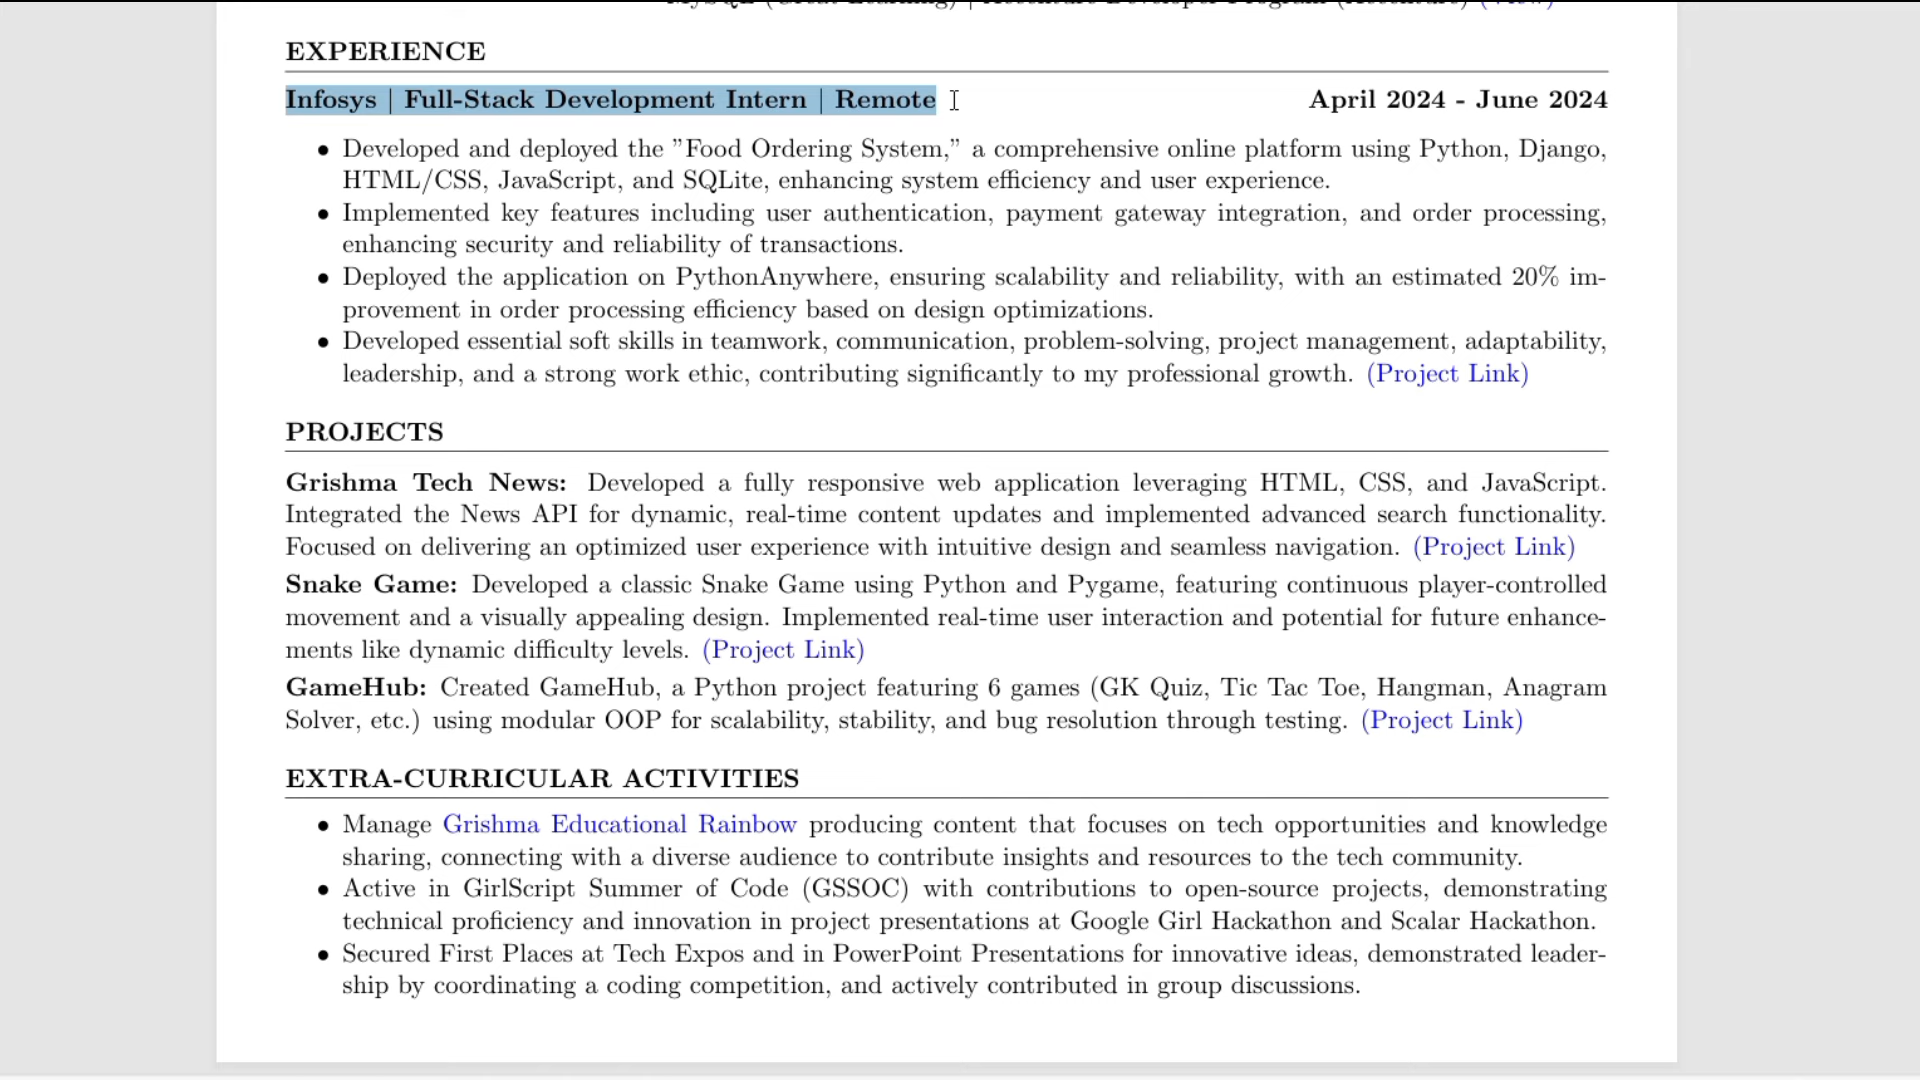 EXPERIENCE
Infosys | Full-Stack Development Intern | Remote April 2024 - June 2024
● Developed and deployed the ”Food Ordering System,” a comprehensive online platform using Python, Django,
HTML/CSS, JavaScript, and SQLite, enhancing system efficiency and user experience.
● Implemented key features including user authentication, payment gateway integration, and order processing,
enhancing security and reliability of transactions.
● Deployed the application on PythonAnywhere, ensuring scalability and reliability, with an estimated 20% im-
provement in order processing efficiency based on design optimizations.
● Developed essential soft skills in teamwork, communication, problem-solving, project management, adaptability,
leadership, and a strong work ethic, contributing significantly to my professional growth. (Project Link)
PROJECTS
Grishma Tech News: Developed a fully responsive web application leveraging HTML, CSS, and JavaScript.
Integrated the News API for dynamic, real-time content updates and implemented advanced search functionality.
Focused on delivering an optimized user experience with intuitive design and seamless navigation. (Project Link)
Snake Game: Developed a classic Snake Game using Python and Pygame, featuring continuous player-controlled
movement and a visually appealing design. Implemented real-time user interaction and potential for future enhance-
ments like dynamic difficulty levels. (Project Link)
GameHub: Created GameHub, a Python project featuring 6 games (GK Quiz, Tic Tac Toe, Hangman, Anagram
Solver, etc.) using modular OOP for scalability, stability, and bug resolution through testing. (Project Link)
EXTRA-CURRICULAR ACTIVITIES
● Manage Grishma Educational Rainbow producing content that focuses on tech opportunities and knowledge
sharing, connecting with a diverse audience to contribute insights and resources to the tech community.
● Active in GirlScript Summer of Code (GSSOC) with contributions to open-source projects, demonstrating
technical proficiency and innovation in project presentations at Google Girl Hackathon and Scalar Hackathon.
● Secured First Places at Tech Expos and in PowerPoint Presentations for innovative ideas, demonstrated leader-
ship by coordinating a coding competition, and actively contributed in group discussions.